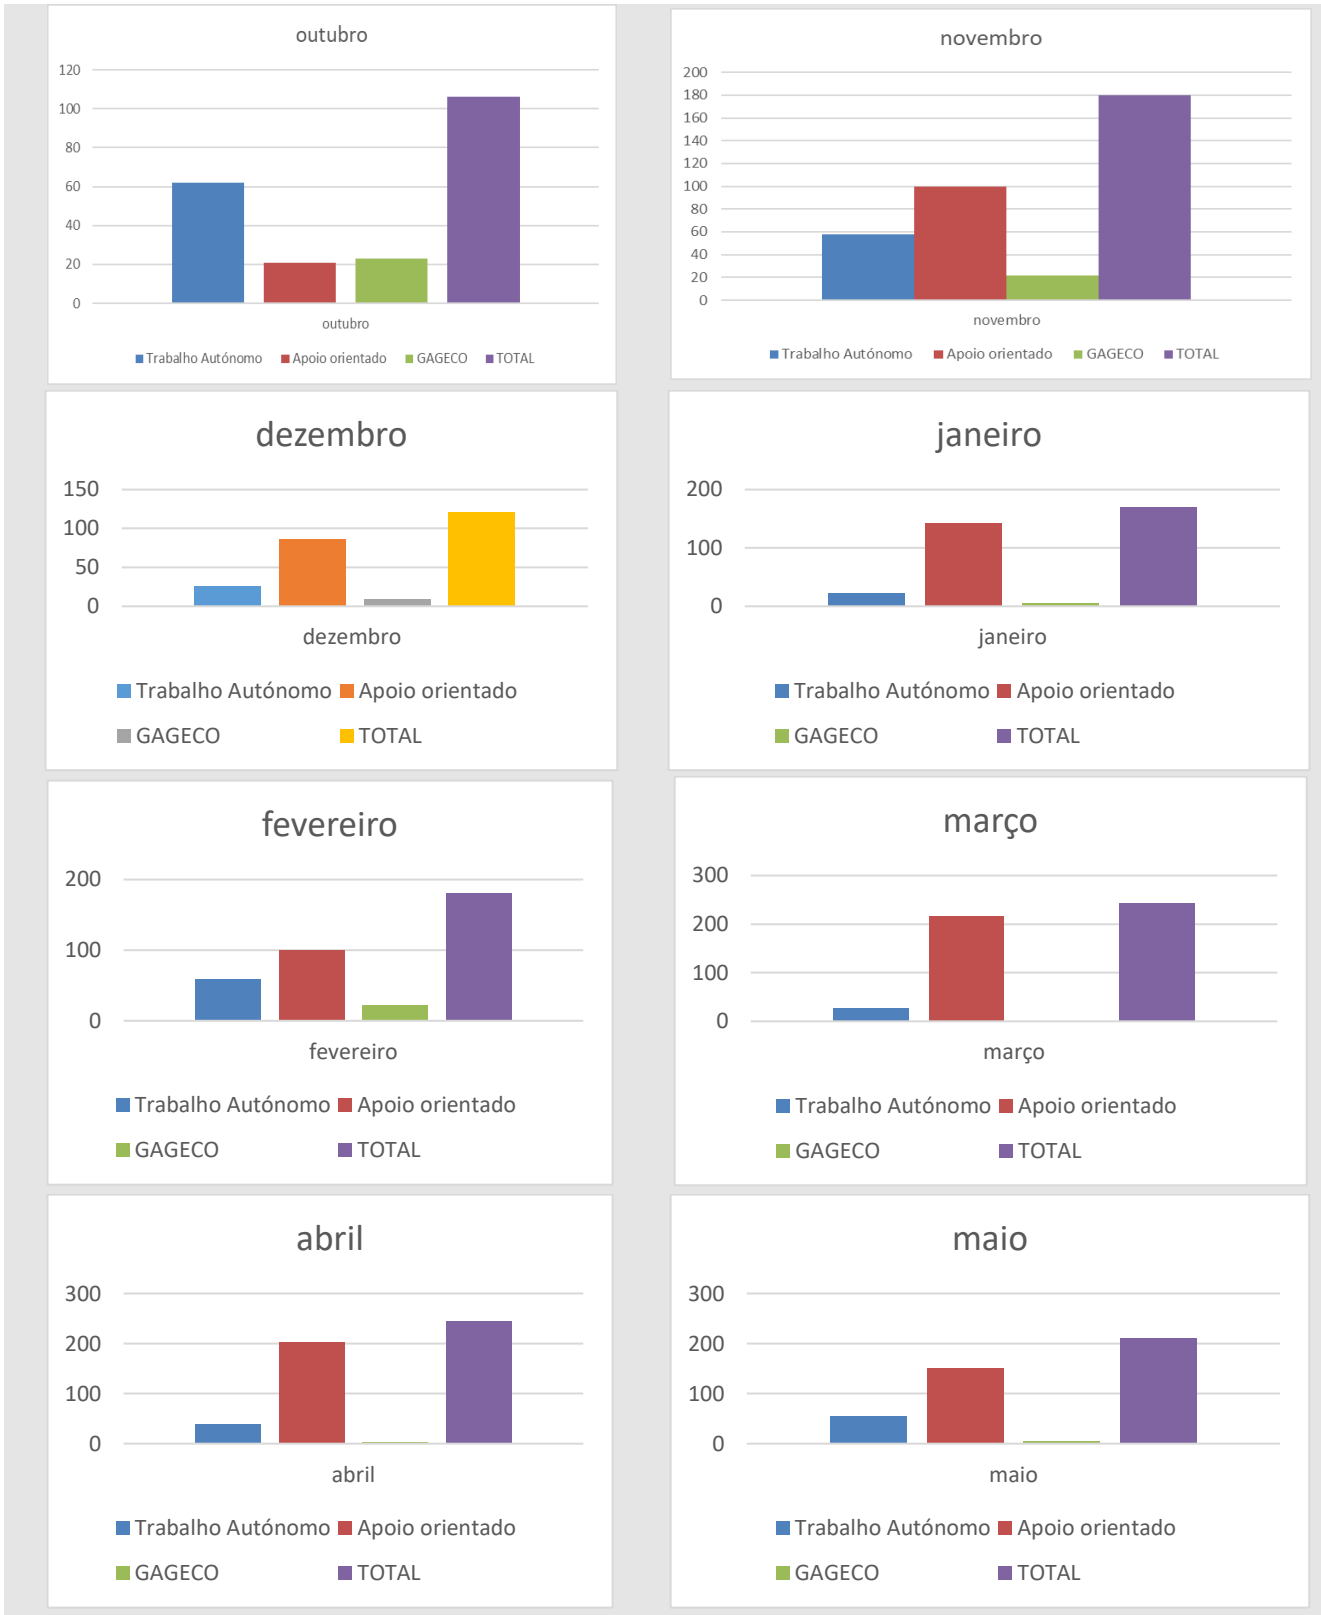 outubro
120
100
80
60
40
20
0
outubro
Trabalho Autónomo Apoio orientado GAGECO TOTAL
novembro
200
180
160
140
120
100
80
60
40
20
0
novembro
Trabalho Autónomo Apoio orientado GAGECO TOTAL
dezembro
150
100
50
0
dezembro
Trabalho Autónomo Apoio orientado
GAGECO TOTAL
janeiro
200
100
0
janeiro
Trabalho Autónomo Apoio orientado
GAGECO TOTAL
fevereiro
200
100
0
fevereiro
Trabalho Autónomo Apoio orientado
GAGECO TOTAL
março
300
200
100
0
março
Trabalho Autónomo Apoio orientado
GAGECO TOTAL
abril
300
200
100
0
abril
Trabalho Autónomo Apoio orientado
GAGECO TOTAL
maio
300
200
100
0
maio
Trabalho Autónomo Apoio orientado
GAGECO TOTAL